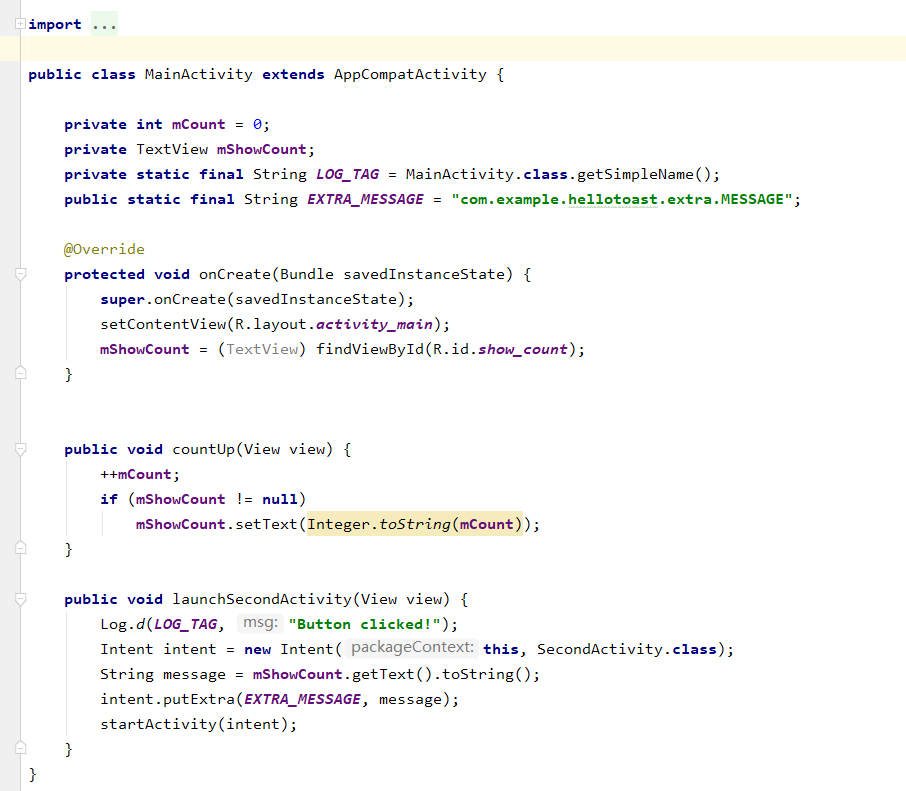 import ...
public class MainActivity extends AppCompatActivity {
private int mCount = 0;
private TextView mShowCount;
private static final String LOG_TAG = MainActivity.class.getSimpleName();
public static final String EXTRA_MESSAGE = "com.example.hellotoast.extra.MESSAGE";
@Override
protected void onCreate(Bundle savedInstanceState) {
super.onCreate(savedInstanceState);
setContentView(R.layout.activity_main);
mShowCount = (TextView) findViewById(R.id.show_count);
}
public void countUp(View view) {
++mCount;
if (mShowCount != null)
mShowCount.setText(Integer.toString(mCount));
}
public void launchSecondActivity(View view) {
Log.d(LOG_TAG, msg: "Button clicked!");
Intent intent = new Intent( packageContext: this, SecondActivity.class);
String message = mShowCount.getText().toString();
intent.putExtra(EXTRA_MESSAGE, message);
startActivity(intent);
}
}